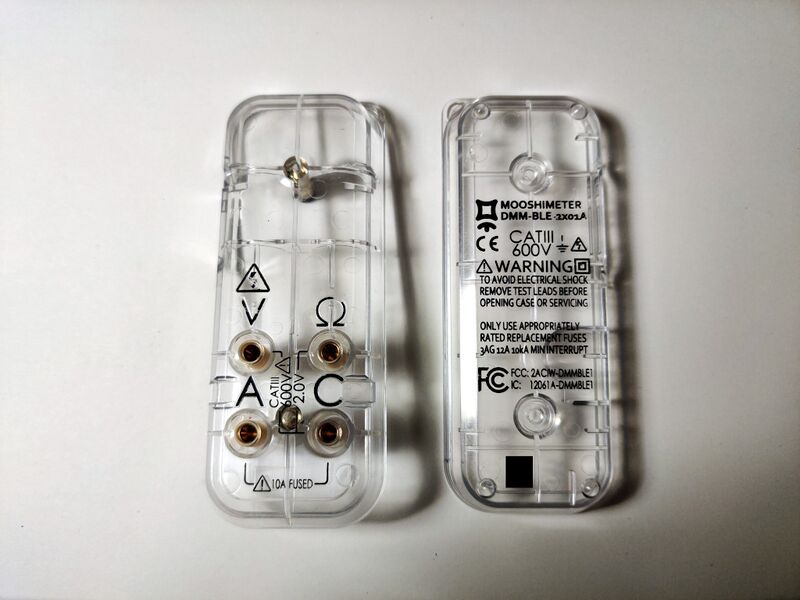 V Ω
A C
CATIII
600V
2.0V
10A FUSED
MOOSHIMETER
DMM-BLE-2X01A
CE
CATIII
600V
WARNING
TO AVOID ELECTRICAL SHOCK
REMOVE TEST LEADS BEFORE
OPENING CASE OR SERVICING
ONLY USE APPROPRIATELY
RATED REPLACEMENT FUSES
3AG 12A 10kA MIN INTERRUPT
FC FCC: 2ACIW-DMMBLE1
IC: 12061A-DMMBLE1